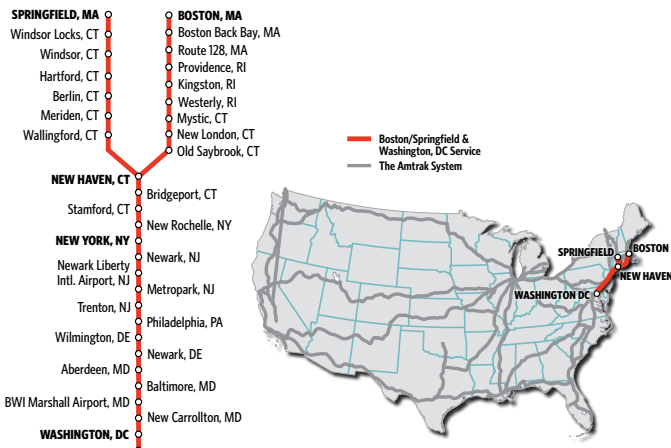 SPRINGFIELD, MA
Windsor Locks, CT
Windsor, CT
Hartford, CT
Berlin, CT
Meriden, CT
Wallingford, CT
BOSTON, MA
Boston Back Bay, MA
Route 128, MA
Providence, RI
Kingston, RI
Westerly, RI
Mystic, CT
New London, CT
Old Saybrook, CT
NEW HAVEN, CT
Bridgeport, CT
Stamford, CT
New Rochelle, NY
NEW YORK, NY
Newark, NJ
Newark Liberty
Intl. Airport, NJ
Metropark, NJ
Trenton, NJ
Philadelphia, PA
Wilmington, DE
Newark, DE
Aberdeen, MD
Baltimore, MD
BWI Marshall Airport, MD
New Carrollton, MD
WASHINGTON, DC
Boston/Springfield &
Washington, DC Service
The Amtrak System
SPRINGFIELD
BOSTON
NEW HAVEN
WASHINGTON DC